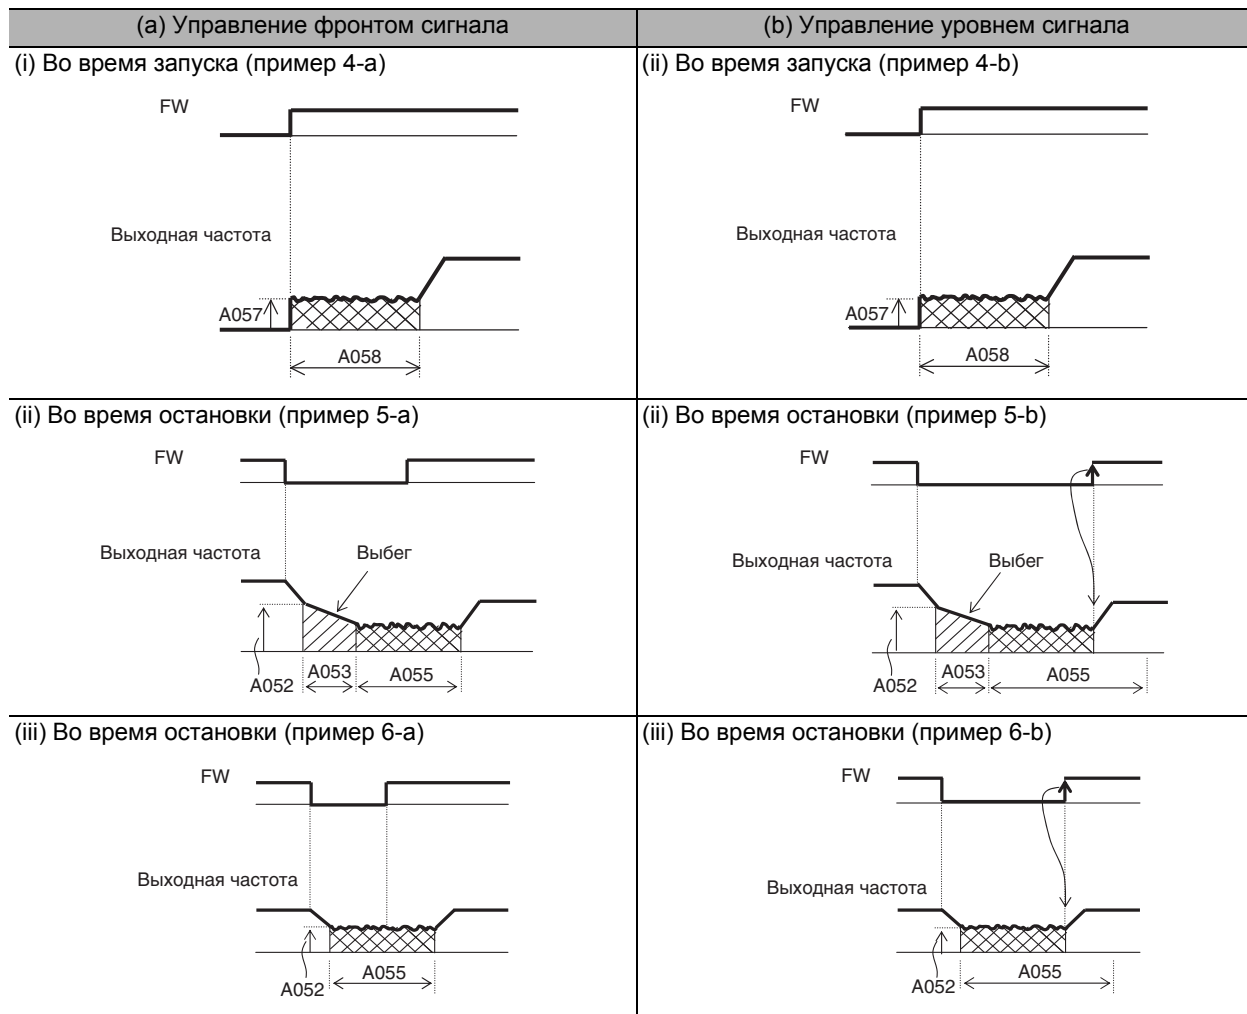 (a) Управление фронтом сигнала
(b) Управление уровнем сигнала
(i) Во время запуска (пример 4-a)
FW
Выходная частота
A057
A058
(ii) Во время запуска (пример 4-b)
FW
Выходная частота
A057
A058
(ii) Во время остановки (пример 5-a)
FW
Выходная частота
Выбег
A052
A053
A055
(ii) Во время остановки (пример 5-b)
FW
Выходная частота
Выбег
A052
A053
A055
(iii) Во время остановки (пример 6-a)
FW
Выходная частота
A052
A055
(iii) Во время остановки (пример 6-b)
FW
Выходная частота
A052
A055